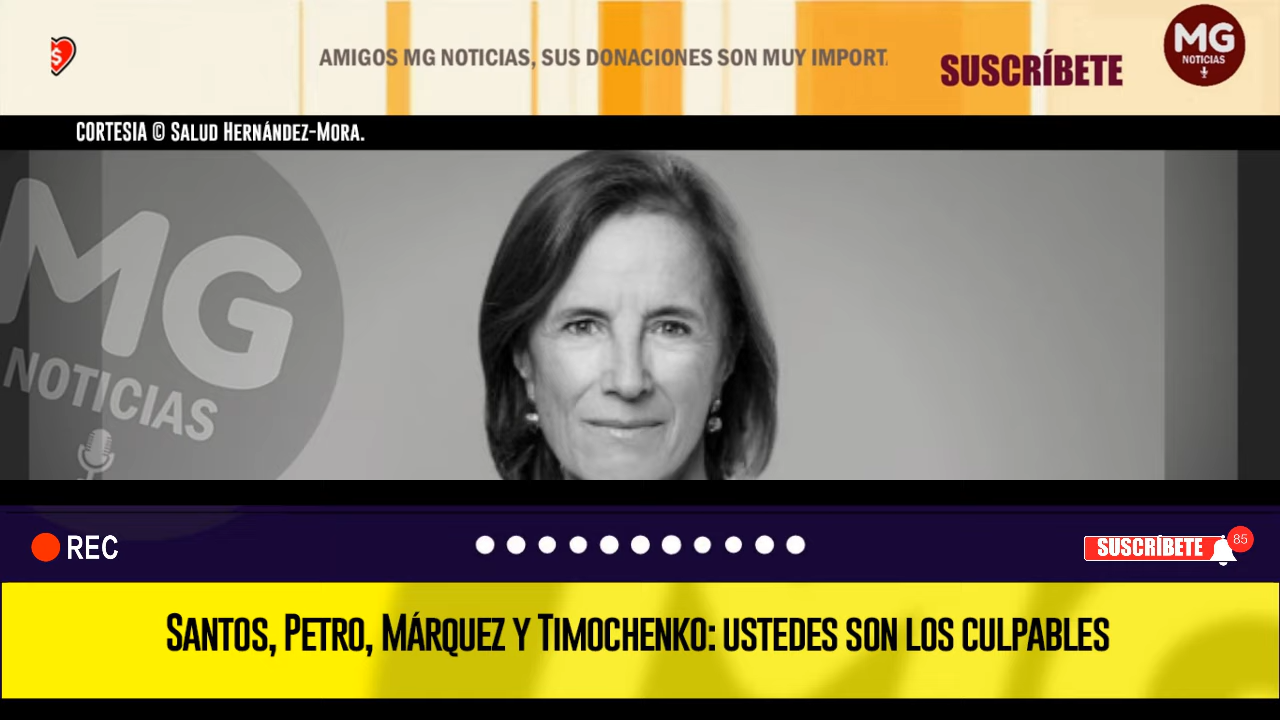 $
AMIGOS MG NOTICIAS, SUS DONACIONES SON MUY IMPORT
SUSCRÍBETE
MG
NOTICIAS
CORTESIA © SALUD HERNÁNDEZ-MORA.
MG
NOTICIAS
REC
SUSCRÍBETE
85
SANTOS, PETRO, MÁRQUEZ Y TIMOCHENKO: USTEDES SON LOS CULPABLES